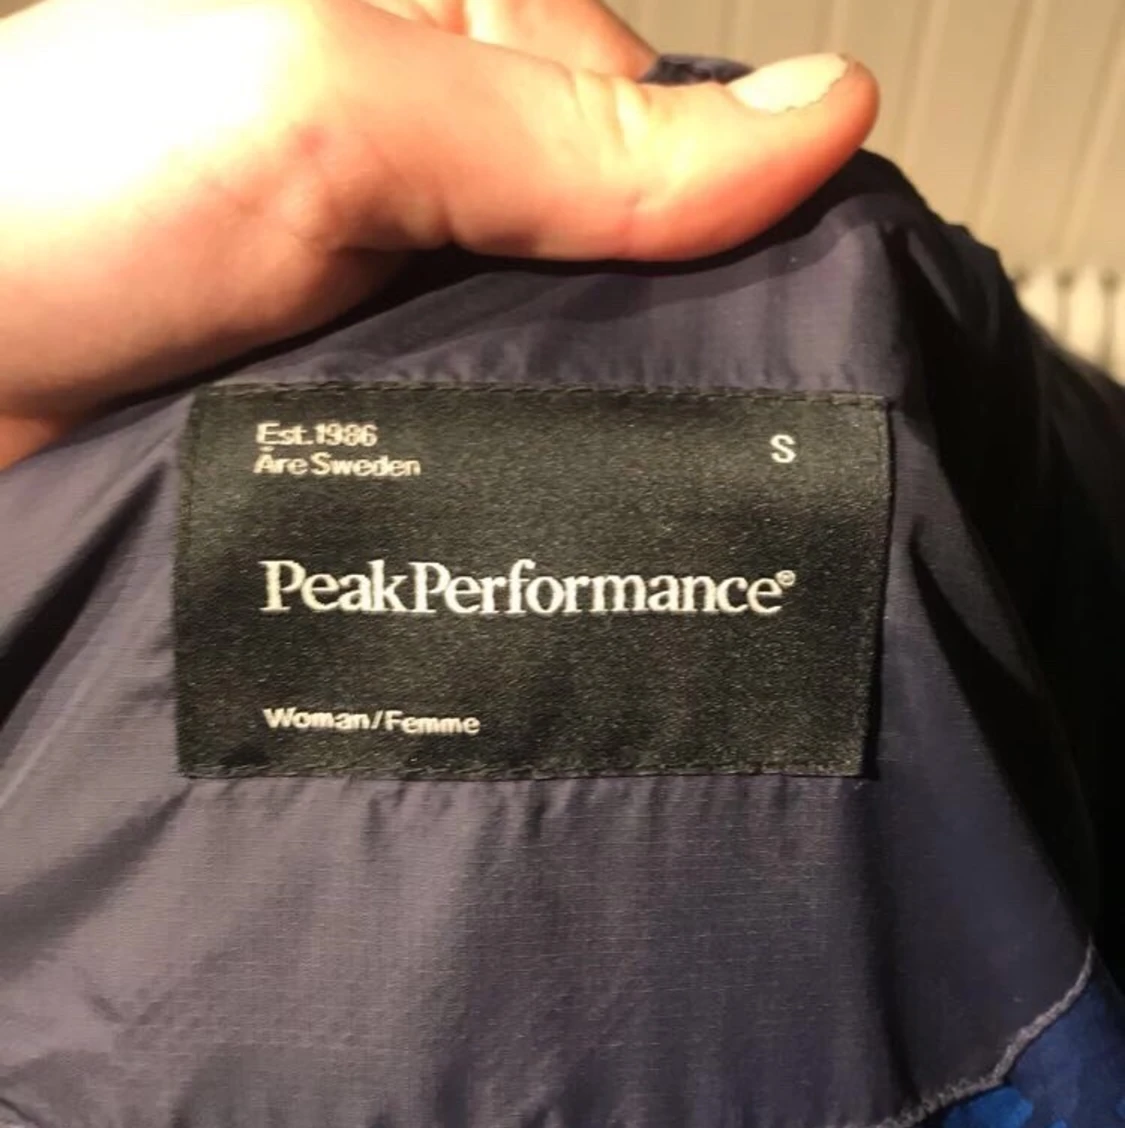 Est.1986
Åre Sweden
S
PeakPerformance®
Woman/Femme